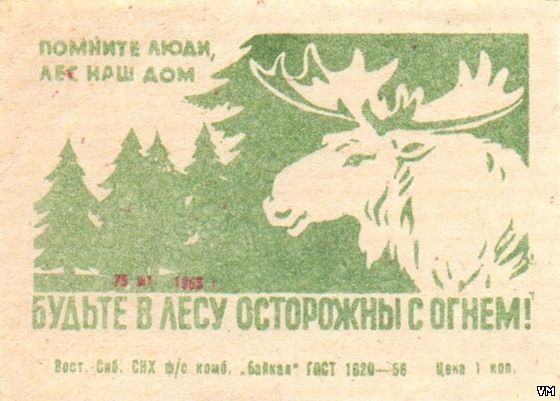 ПОМНИТЕ ЛЮДИ,
ЛЕС НАШ ДОМ
75 шт 1963 г.
БУДЬТЕ В ЛЕСУ ОСТОРОЖНЫ С ОГНЕМ!
Вост. Сиб. СНХ ф/с комб. „Байкал" ГОСТ 1820—56 Цена 1 коп.
VM